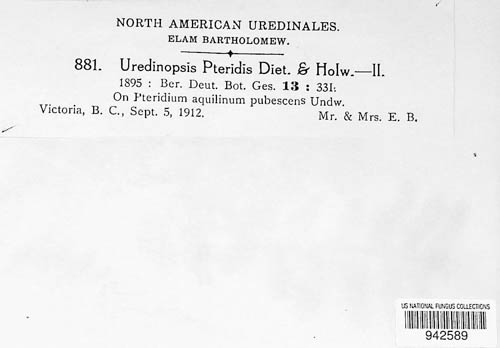 NORTH AMERICAN UREDINALES.
ELAM BARTHOLOMEW.
881. Uredinopsis Pteridis Diet. & Holw.—II.
1895 : Ber. Deut. Bot. Ges. 13 : 331.
On Pteridium aquilinum pubescens Undw.
Victoria, B. C., Sept. 5, 1912. Mr. & Mrs. E. B.
US NATIONAL FUNGUS COLLECTIONS
942589